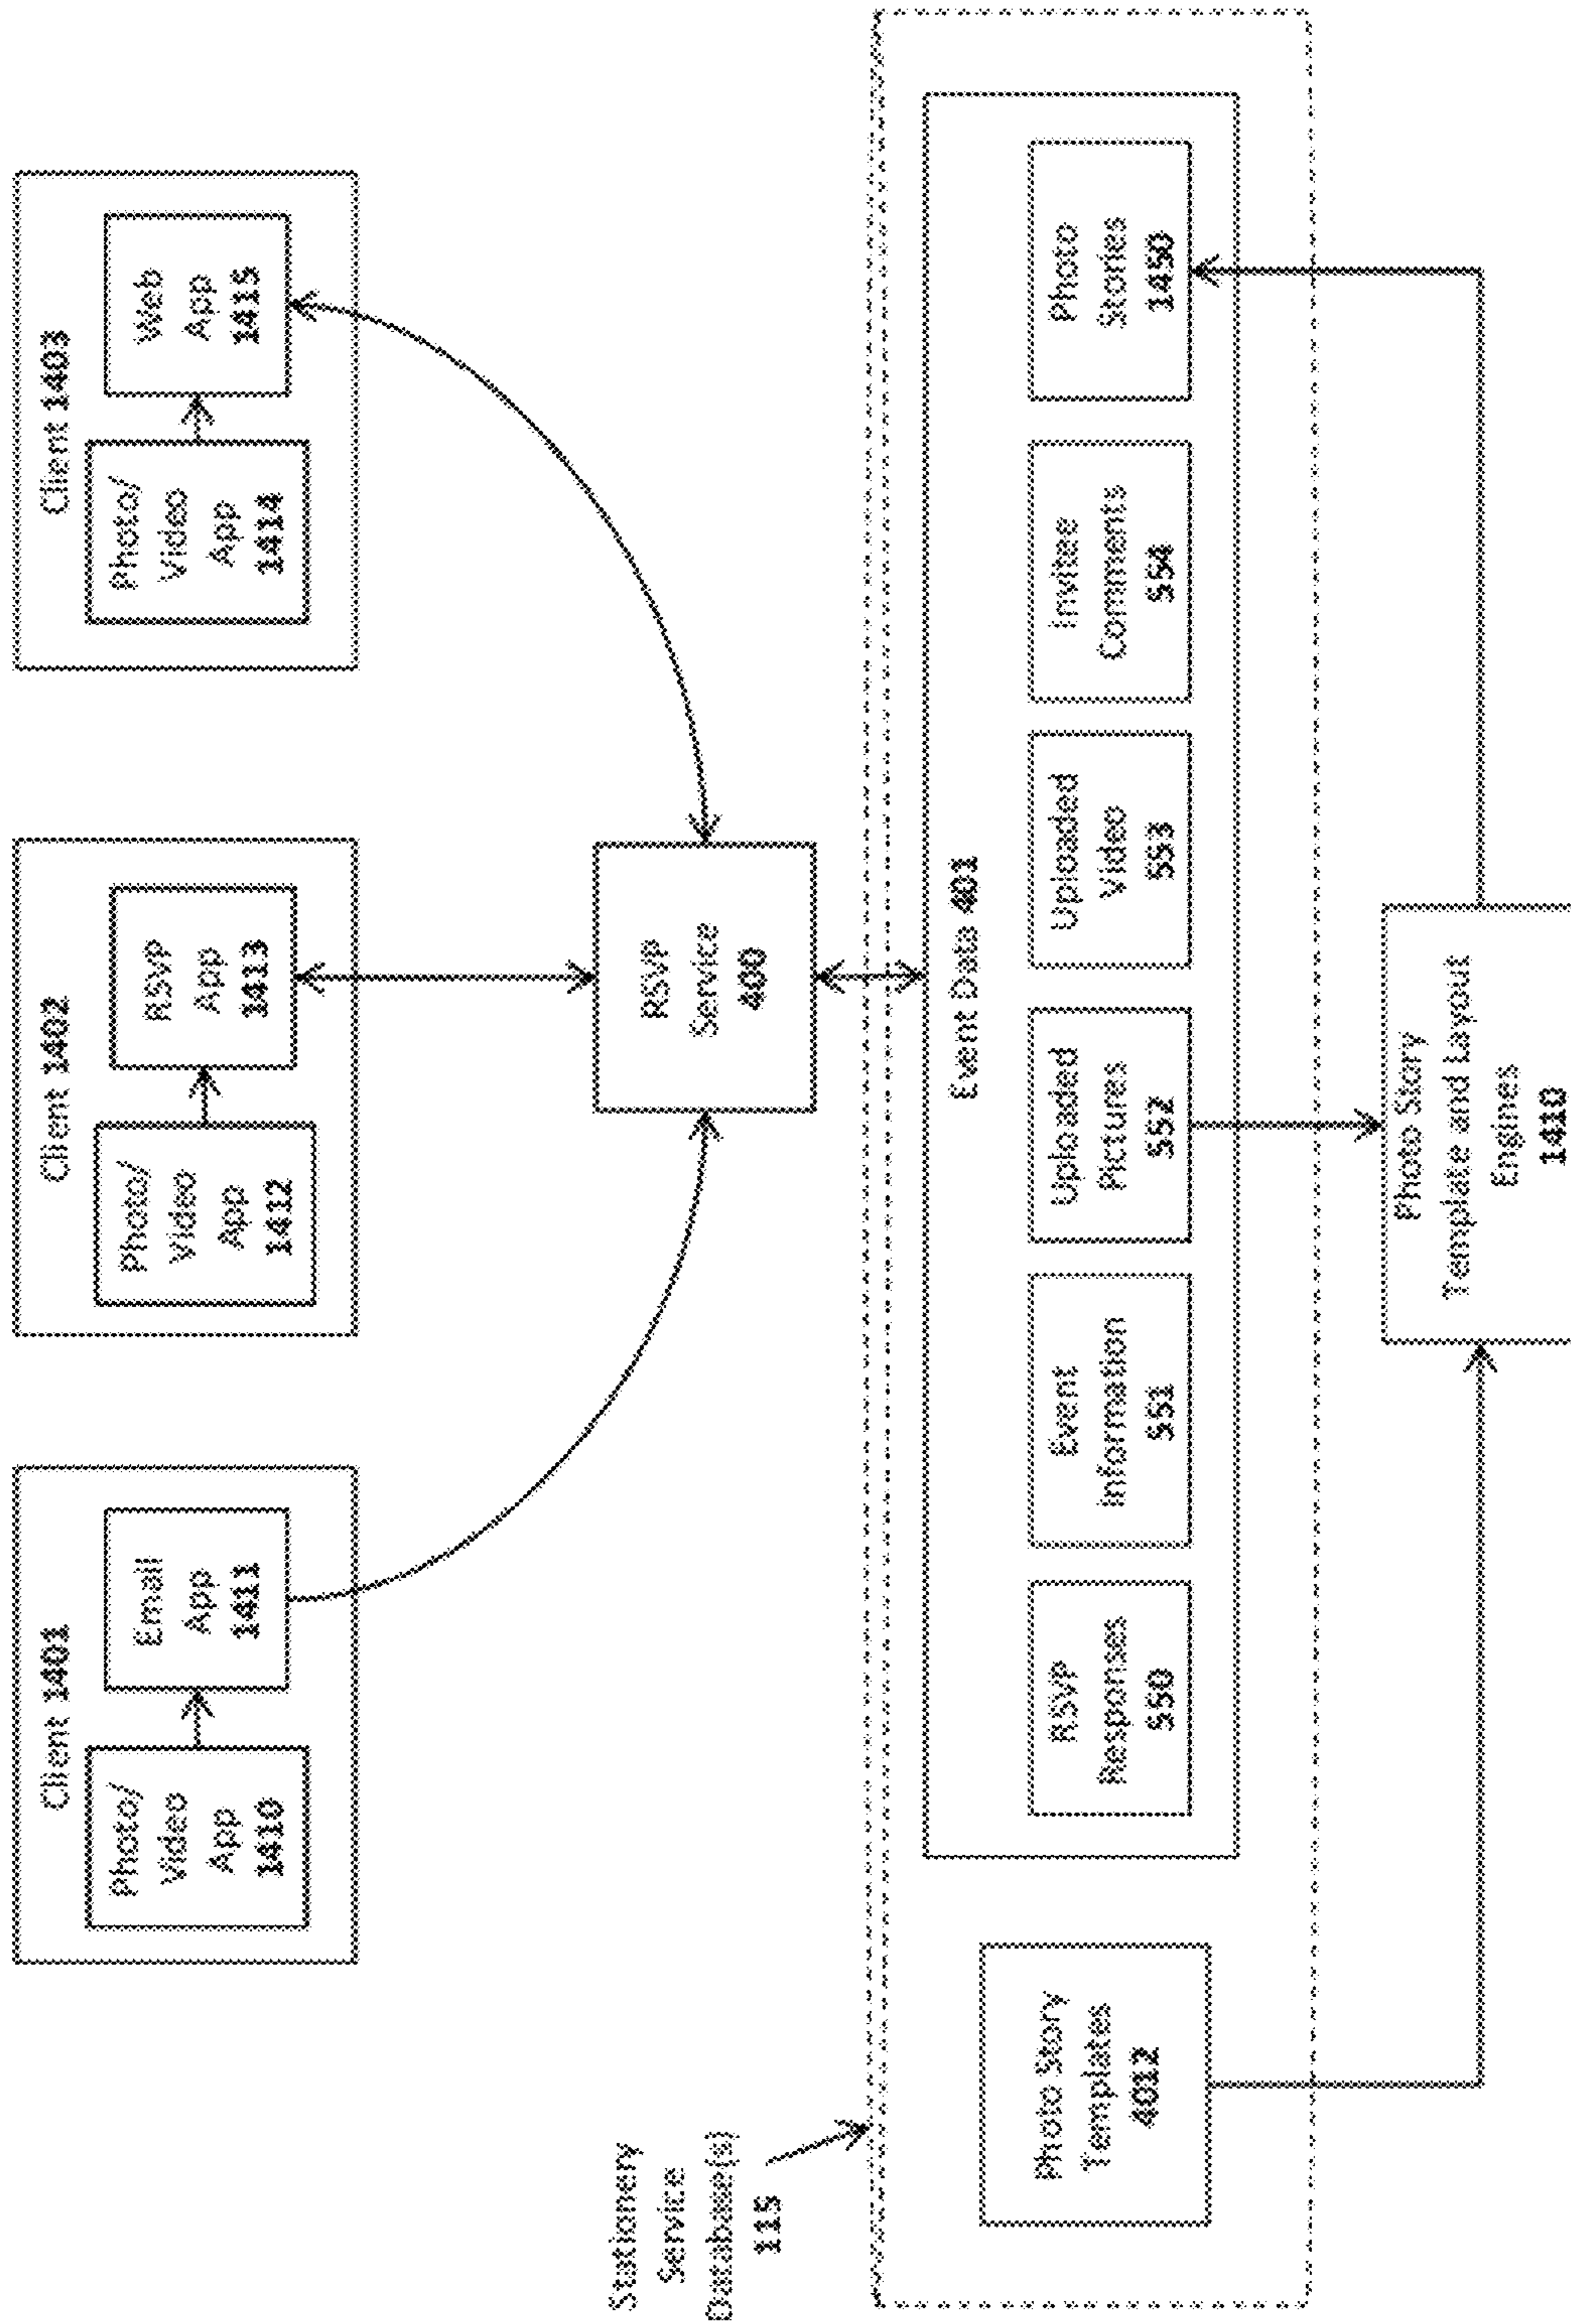 Client 1401
Photo/
Video
App
1410
Email
App
1411
Client 1402
Photo/
Video
App
1412
RSVP
App
1413
Client 1403
Photo/
Video
App
1414
Web
App
1415
RSVP
Service
400
Stationery
Service
Database(s)
115
Event Data 401
Photo Story
Templates
4012
RSVP
Responses
550
Event
Information
551
Uploaded
Pictures
552
Uploaded
Video
553
Invitee
Comments
554
Photo
Stories
1450
Photo Story
Template and Layout
Engines
1410